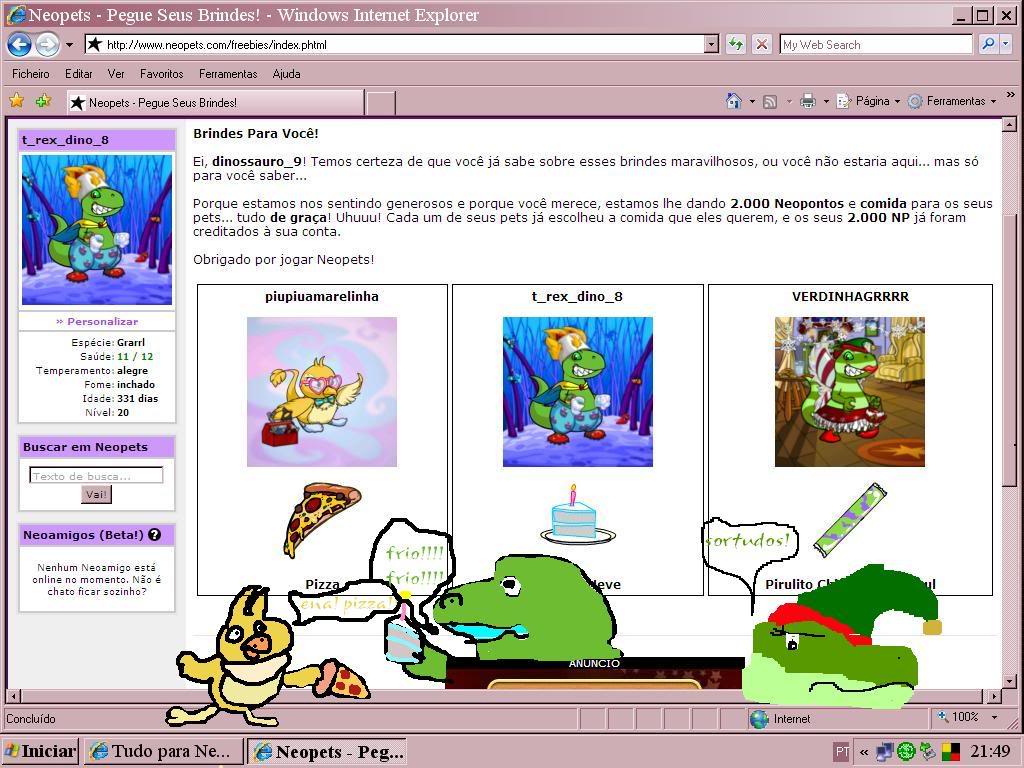 Neopets - Pegue Seus Brindes! - Windows Internet Explorer
http://www.neopets.com/freebies/index.phtml
My Web Search
Ficheiro Editar Ver Favoritos Ferramentas Ajuda
Neopets - Pegue Seus Brindes!
Página Ferramentas »
t_rex_dino_8
» Personalizar
Espécie: Grarrl
Saúde: 11 / 12
Temperamento: alegre
Fome: inchado
Idade: 331 dias
Nível: 20
Buscar em Neopets
Texto de busca...
Vai!
Neoamigos (Beta!) ?
Nenhum Neoamigo está
online no momento. Não é
chato ficar sozinho?
Brindes Para Você!
Ei, dinossauro_9! Temos certeza de que você já sabe sobre esses brindes maravilhosos, ou você não estaria aqui... mas só
para você saber...
Porque estamos nos sentindo generosos e porque você merece, estamos lhe dando 2.000 Neopontos e comida para os seus
pets... tudo de graça! Uhuuu! Cada um de seus pets já escolheu a comida que eles querem, e os seus 2.000 NP já foram
creditados à sua conta.
Obrigado por jogar Neopets!
piupiuamarelinha
t_rex_dino_8
VERDINHAGRRRR
Pizza
Pirulito
frio!!!!
frio!!!!
ena! pizza!
sortudos!
ANUNCIO
Concluído
Internet
100%
Iniciar
Tudo para Ne...
Neopets - Peg...
PT
«
21:49